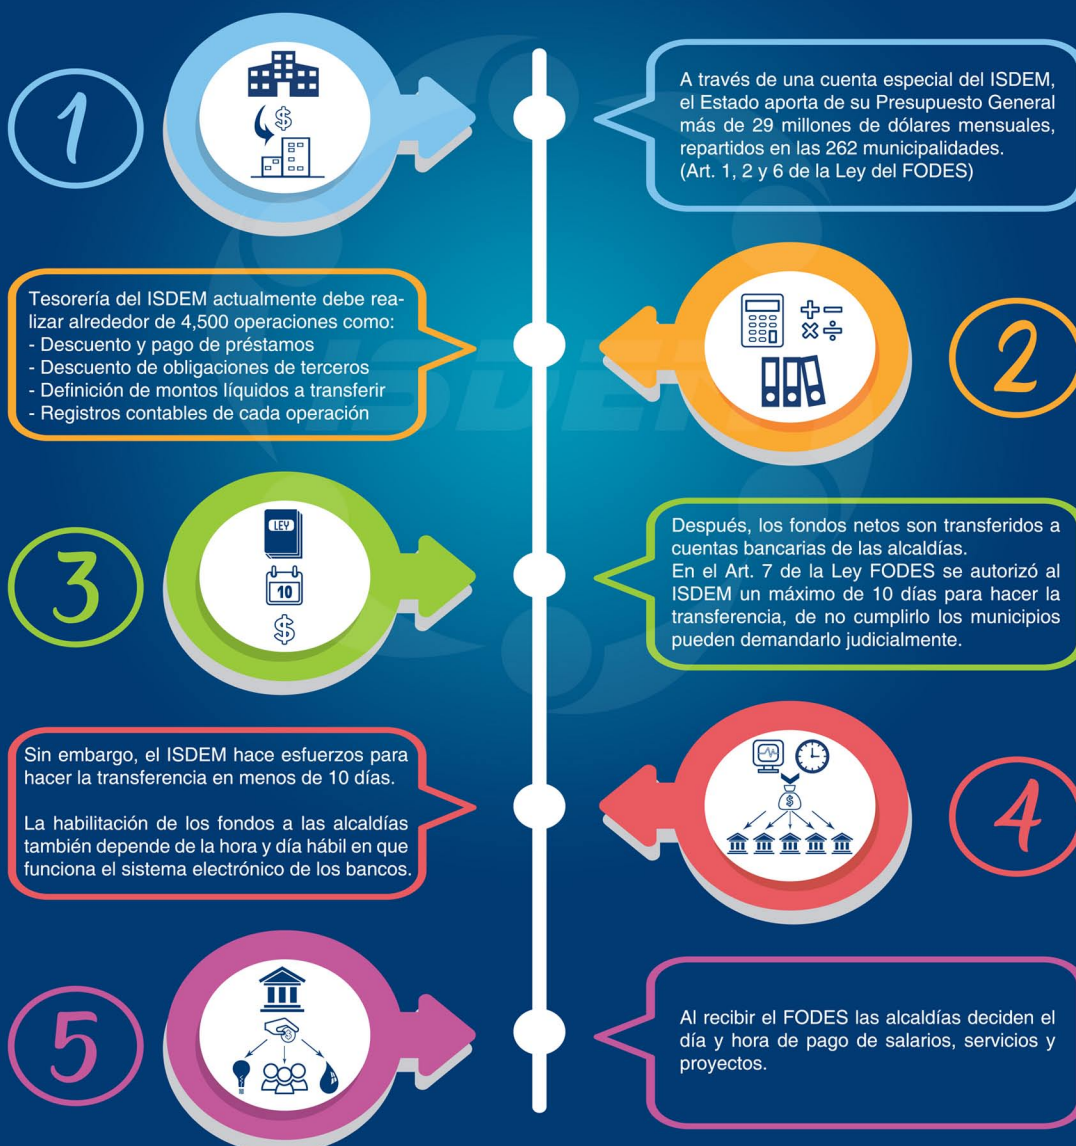 1
A través de una cuenta especial del ISDEM,
el Estado aporta de su Presupuesto General
más de 29 millones de dólares mensuales,
repartidos en las 262 municipalidades.
(Art. 1, 2 y 6 de la Ley del FODES)
2
Tesorería del ISDEM actualmente debe rea-
lizar alrededor de 4,500 operaciones como:
- Descuento y pago de préstamos
- Descuento de obligaciones de terceros
- Definición de montos líquidos a transferir
- Registros contables de cada operación
ISDEM
3
LEY
10
Después, los fondos netos son transferidos a
cuentas bancarias de las alcaldías.
En el Art. 7 de la Ley FODES se autorizó al
ISDEM un máximo de 10 días para hacer la
transferencia, de no cumplirlo los municipios
pueden demandarlo judicialmente.
4
Sin embargo, el ISDEM hace esfuerzos para
hacer la transferencia en menos de 10 días.
La habilitación de los fondos a las alcaldías
también depende de la hora y día hábil en que
funciona el sistema electrónico de los bancos.
5
Al recibir el FODES las alcaldías deciden el
día y hora de pago de salarios, servicios y
proyectos.